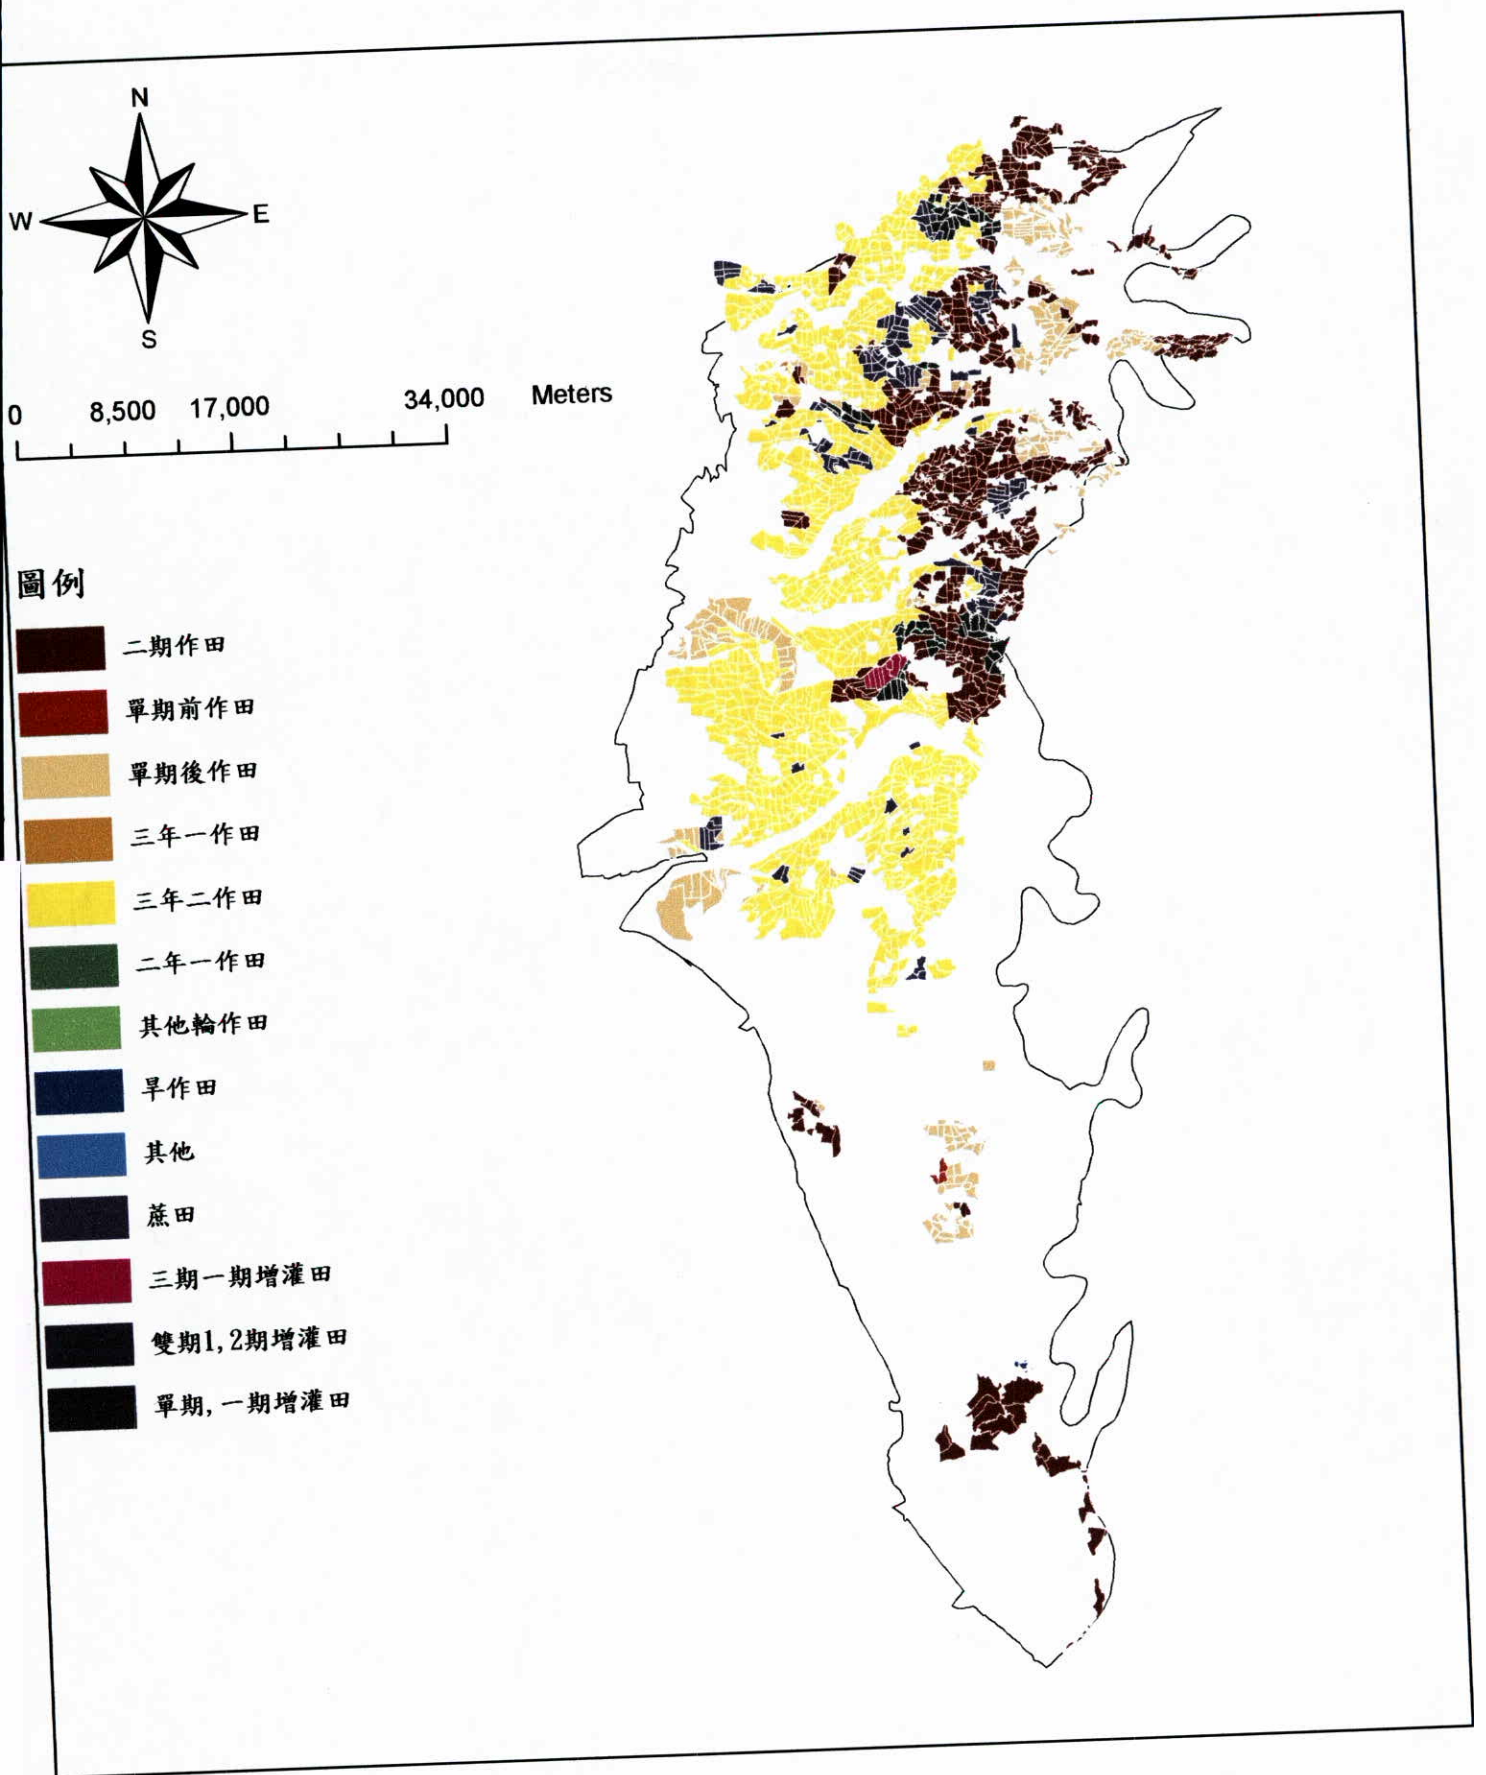 N
W
E
S
0 8,500 17,000 34,000 Meters
圖例
二期作田
單期前作田
單期後作田
三年一作田
三年二作田
二年一作田
其他輪作田
旱作田
其他
蔗田
三期一期增灌田
雙期1,2期增灌田
單期,一期增灌田